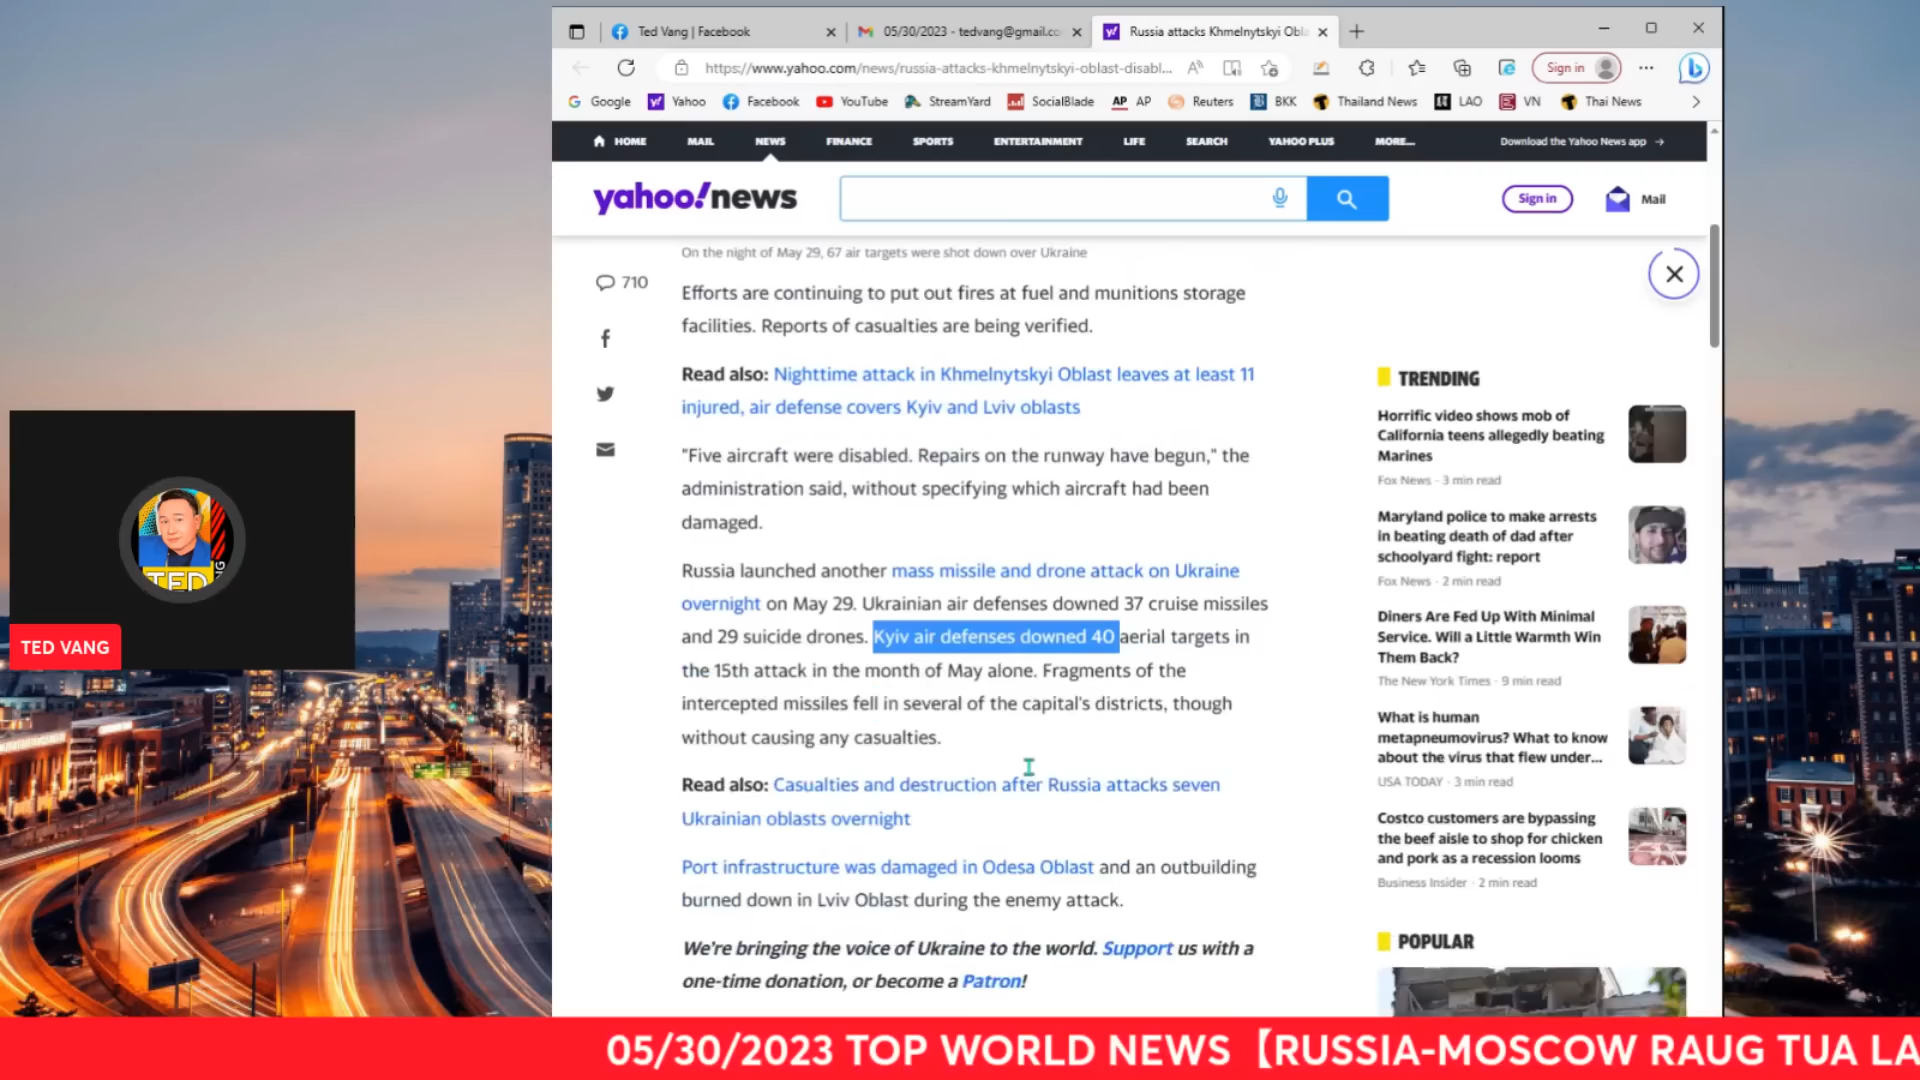 Ted Vang | Facebook
05/30/2023 - tedvang@gmail.co
Russia attacks Khmelnytskyi Obla
https://www.yahoo.com/news/russia-attacks-khmelnytskyi-oblast-disabl...
Sign in
Google Yahoo Facebook YouTube StreamYard SocialBlade AP AP Reuters BKK Thailand News LAO VN Thai News
HOME MAIL NEWS FINANCE SPORTS ENTERTAINMENT LIFE SEARCH YAHOO PLUS MORE... Download the Yahoo News app →
yahoo!news
Sign in Mail
On the night of May 29, 67 air targets were shot down over Ukraine
710
Efforts are continuing to put out fires at fuel and munitions storage
facilities. Reports of casualties are being verified.
Read also: Nighttime attack in Khmelnytskyi Oblast leaves at least 11
injured, air defense covers Kyiv and Lviv oblasts
"Five aircraft were disabled. Repairs on the runway have begun," the
administration said, without specifying which aircraft had been
damaged.
Russia launched another mass missile and drone attack on Ukraine
overnight on May 29. Ukrainian air defenses downed 37 cruise missiles
and 29 suicide drones. Kyiv air defenses downed 40 aerial targets in
the 15th attack in the month of May alone. Fragments of the
intercepted missiles fell in several of the capital's districts, though
without causing any casualties.
Read also: Casualties and destruction after Russia attacks seven
Ukrainian oblasts overnight
Port infrastructure was damaged in Odesa Oblast and an outbuilding
burned down in Lviv Oblast during the enemy attack.
We're bringing the voice of Ukraine to the world. Support us with a
one-time donation, or become a Patron!
TRENDING
Horrific video shows mob of
California teens allegedly beating
Marines
Fox News · 3 min read
Maryland police to make arrests
in beating death of dad after
schoolyard fight: report
Fox News · 2 min read
Diners Are Fed Up With Minimal
Service. Will a Little Warmth Win
Them Back?
The New York Times · 9 min read
What is human
metapneumovirus? What to know
about the virus that flew under...
USA TODAY · 3 min read
Costco customers are bypassing
the beef aisle to shop for chicken
and pork as a recession looms
Business Insider · 2 min read
POPULAR
TED
NG
TED VANG
05/30/2023 TOP WORLD NEWS【RUSSIA-MOSCOW RAUG TUA LA